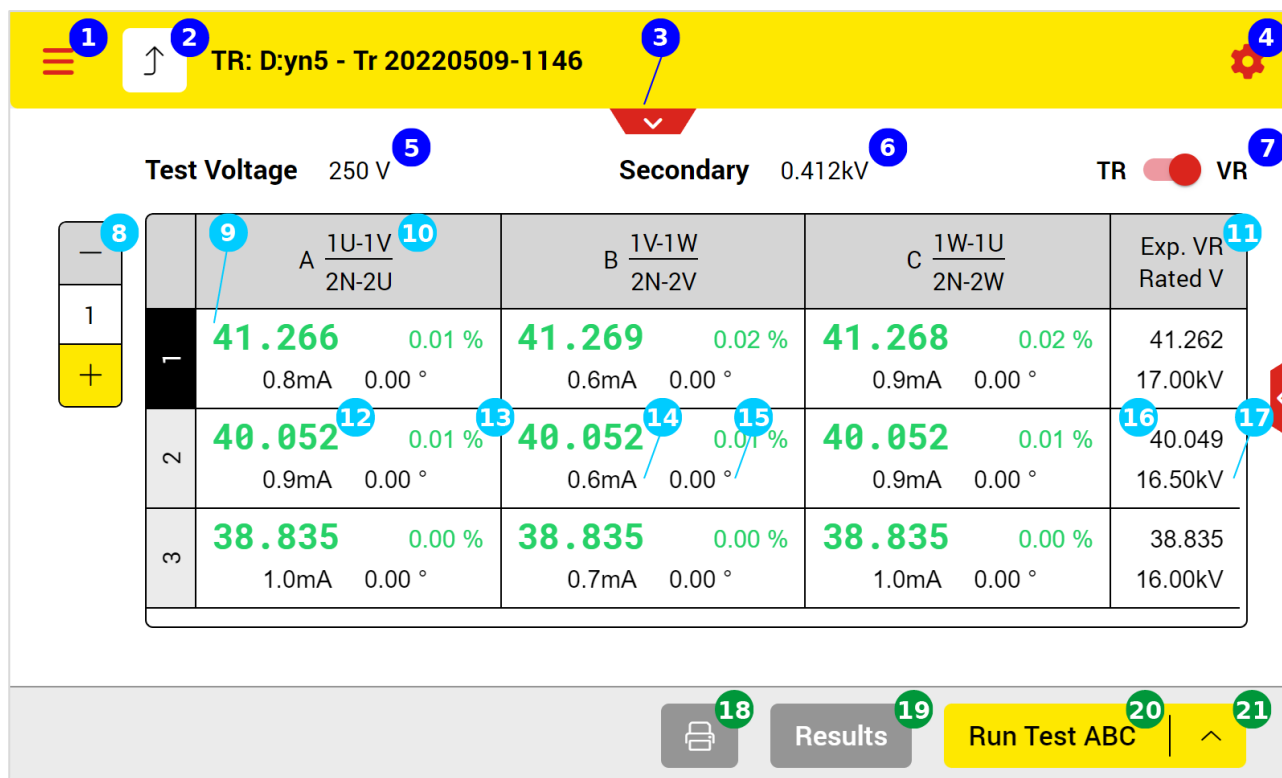 1 2 3 4
TR: D:yn5 - Tr 20220509-1146
Test Voltage 250 V 5 Secondary 0.412kV 6 TR VR 7
8 9 10 11
A 1U-1V B 1V-1W C 1W-1U Exp. VR
2N-2U 2N-2V 2N-2W Rated V
1
1 41.266 0.01 % 41.269 0.02 % 41.268 0.02 % 41.262
0.8mA 0.00 ° 0.6mA 0.00 ° 0.9mA 0.00 ° 17.00kV
12 13 14 15 16 17
2 40.052 0.01 % 40.052 0.01 % 40.052 0.01 % 40.049
0.9mA 0.00 ° 0.6mA 0.00 ° 0.9mA 0.00 ° 16.50kV
3 38.835 0.00 % 38.835 0.00 % 38.835 0.00 % 38.835
1.0mA 0.00 ° 0.7mA 0.00 ° 1.0mA 0.00 ° 16.00kV
18 19 20 21
Results Run Test ABC